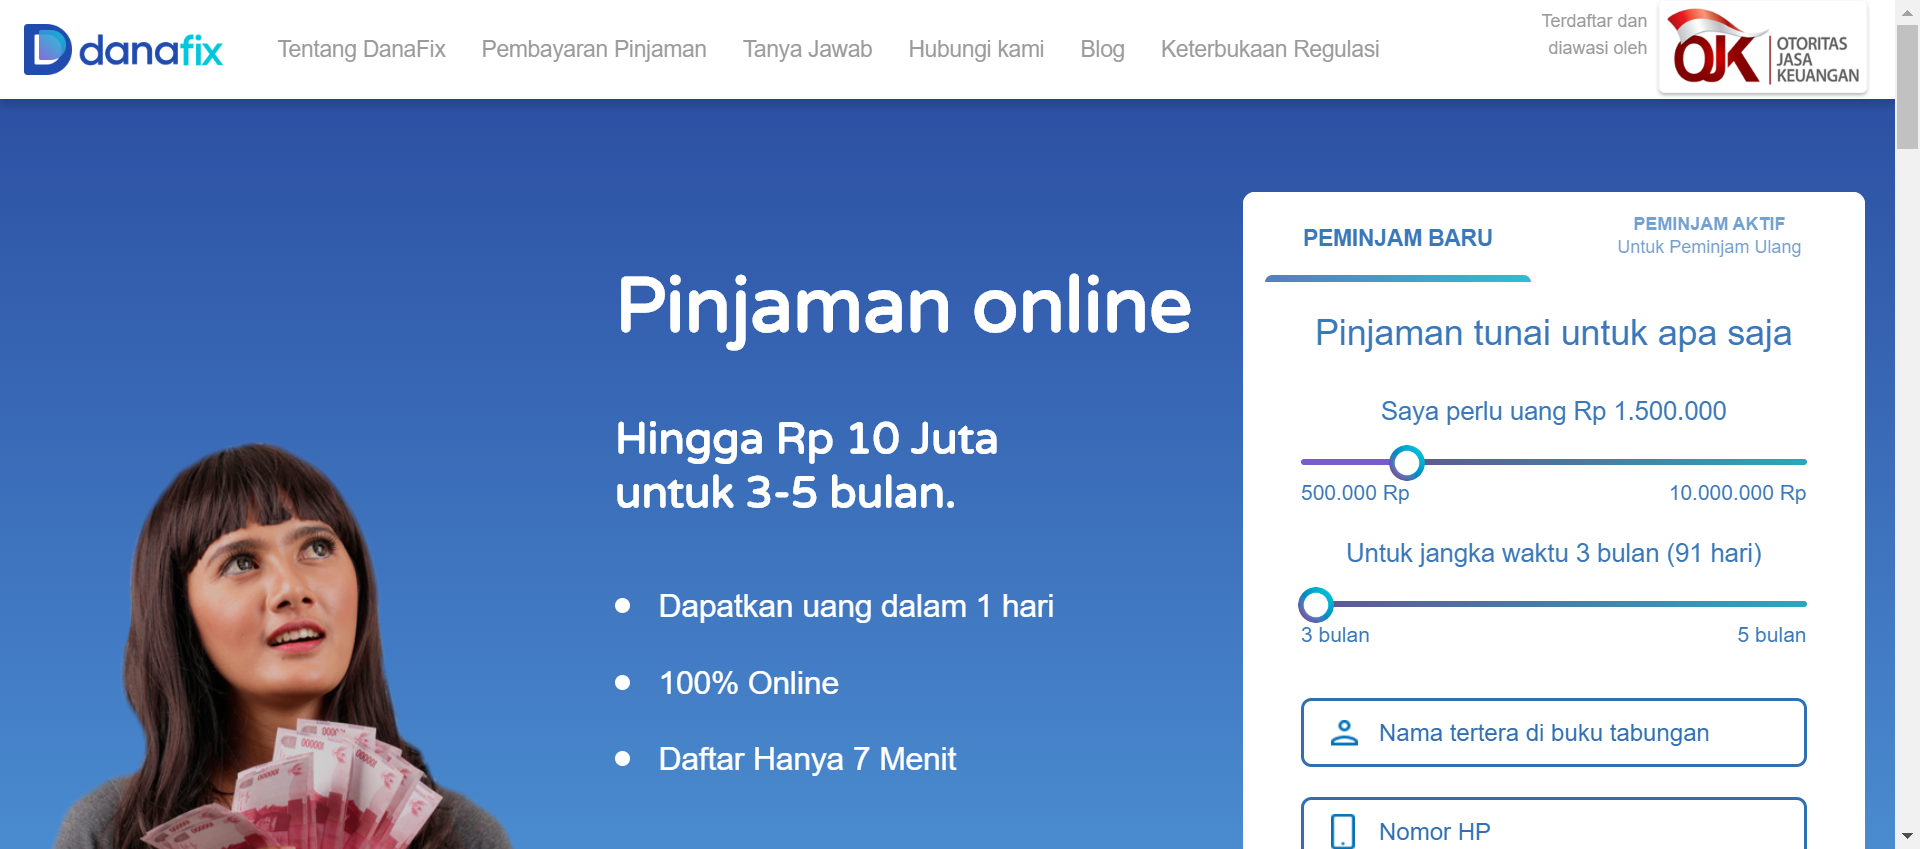 danafix
Tentang DanaFix
Pembayaran Pinjaman
Tanya Jawab
Hubungi kami
Blog
Keterbukaan Regulasi
Terdaftar dan
diawasi oleh
OJK
OTORITAS
JASA
KEUANGAN
Pinjaman online
Hingga Rp 10 Juta
untuk 3-5 bulan.
Dapatkan uang dalam 1 hari
100% Online
Daftar Hanya 7 Menit
PEMINJAM BARU
PEMINJAM AKTIF
Untuk Peminjam Ulang
Pinjaman tunai untuk apa saja
Saya perlu uang Rp 1.500.000
500.000 Rp
10.000.000 Rp
Untuk jangka waktu 3 bulan (91 hari)
3 bulan
5 bulan
Nama tertera di buku tabungan
Nomor HP